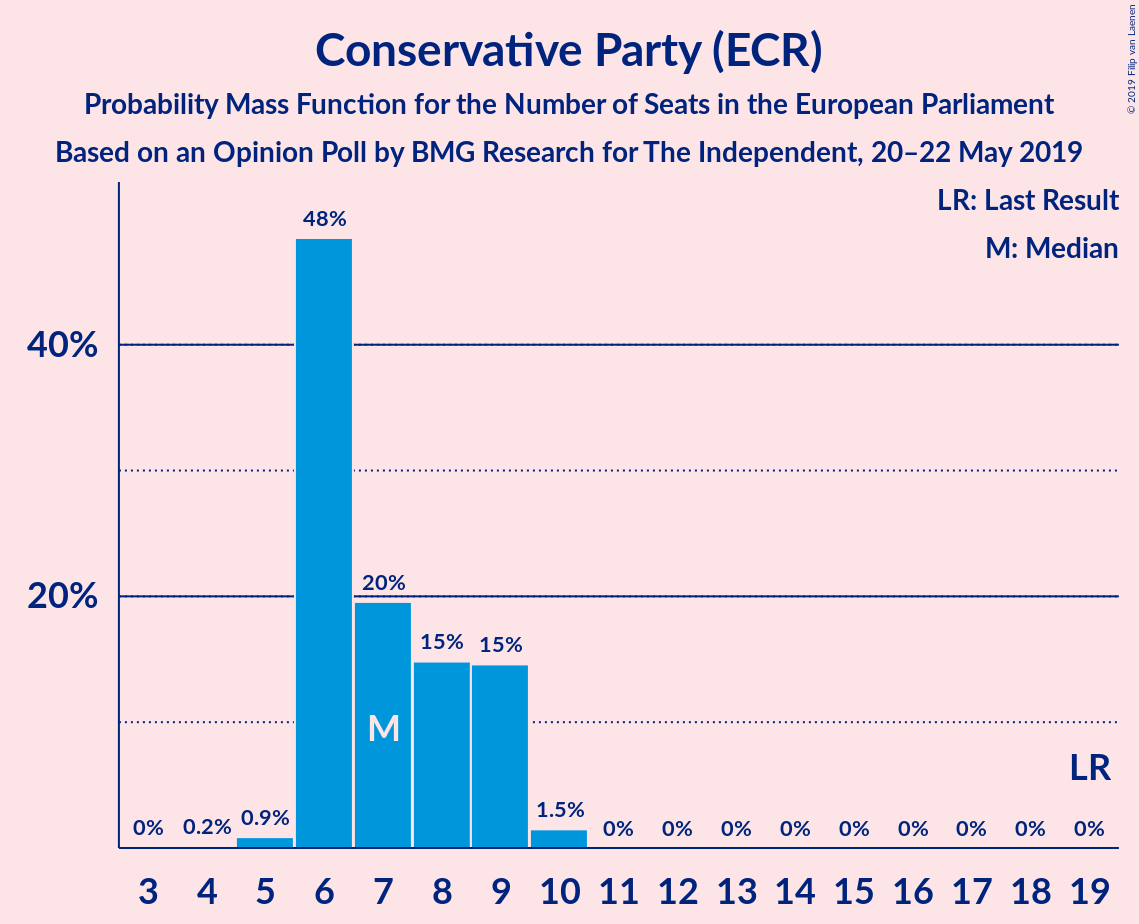 Conservative Party (ECR)
Probability Mass Function for the Number of Seats in the European Parliament
Based on an Opinion Poll by BMG Research for The Independent, 20–22 May 2019
© 2019 Filip van Laenen
LR: Last Result
M: Median
48%
40%
20%
20%
15%
15%
M
LR
0%
0.2%
0.9%
1.5%
0%
0%
0%
0%
0%
0%
0%
0%
0%
3 4 5 6 7 8 9 10 11 12 13 14 15 16 17 18 19